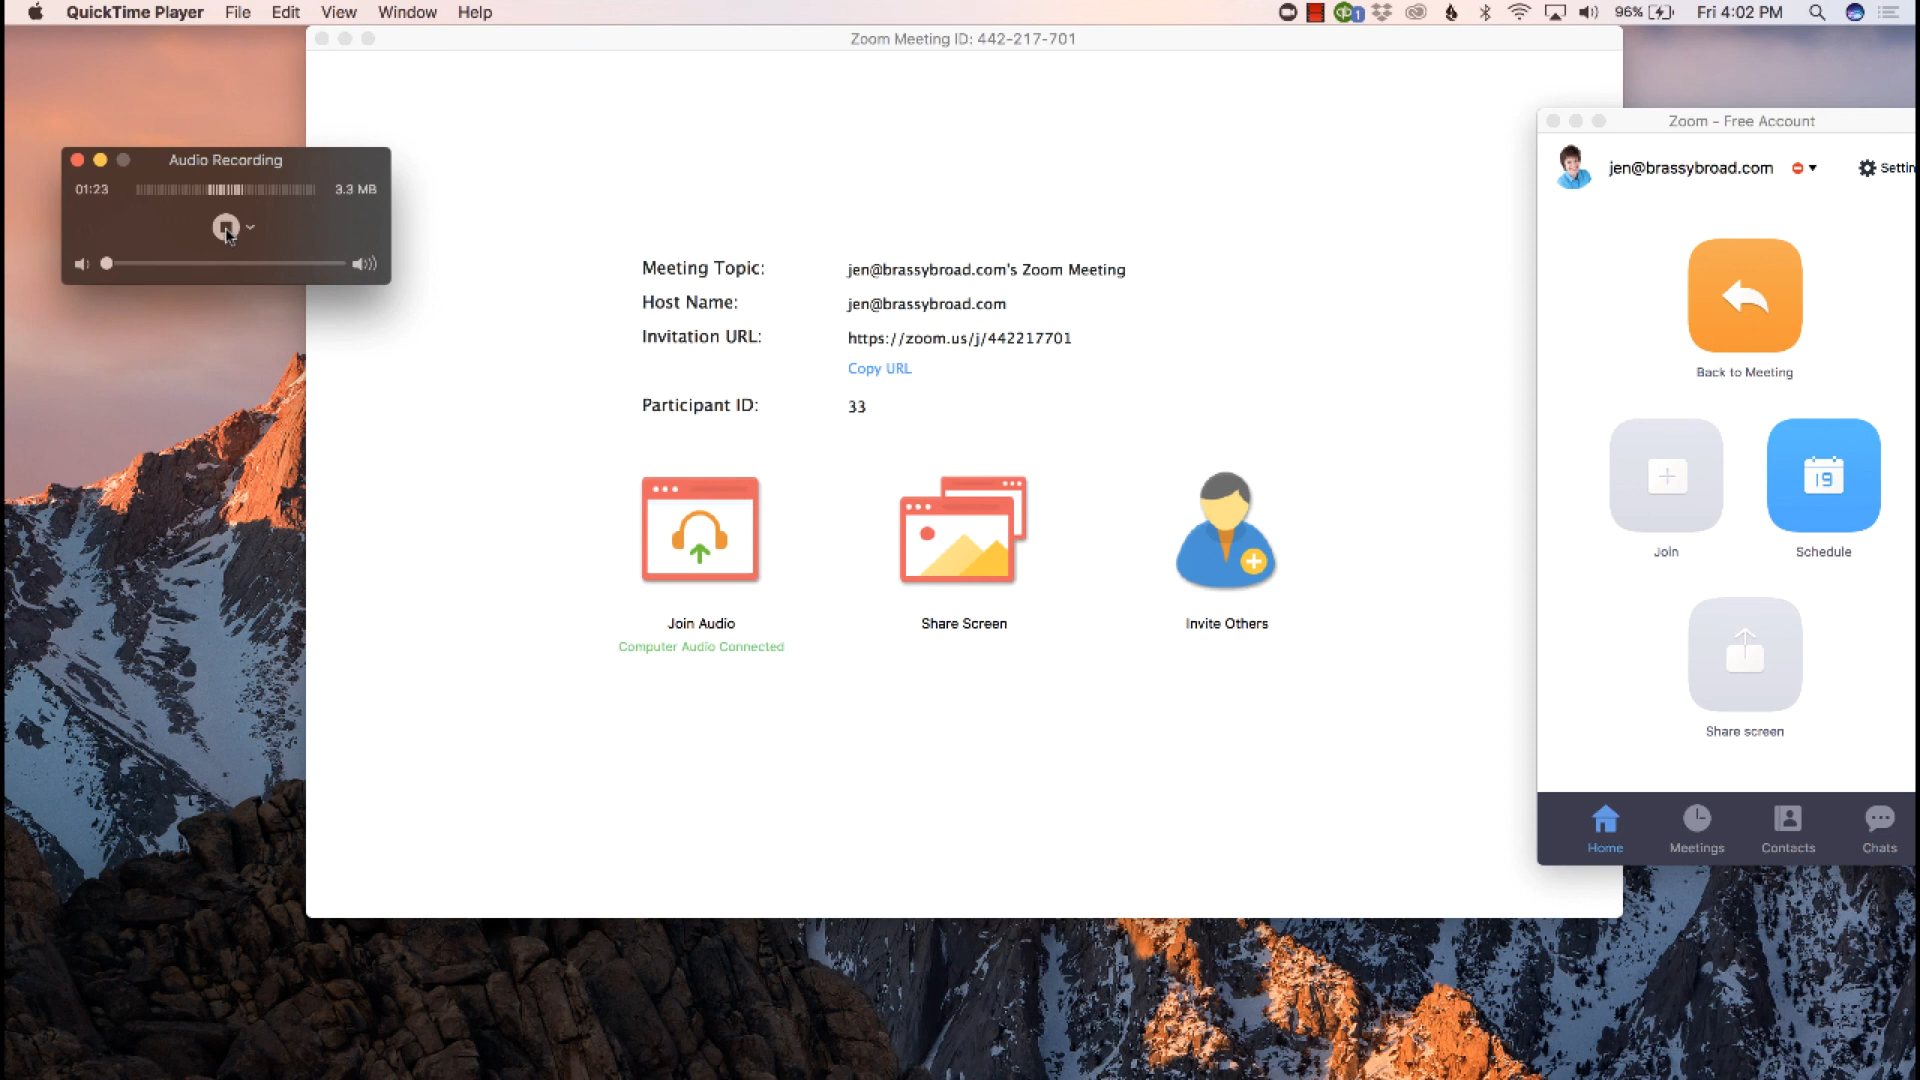 QuickTime Player File Edit View Window Help 1 96% Fri 4:02 PM
Zoom Meeting ID: 442-217-701
Audio Recording
01:23 3.3 MB
Meeting Topic: jen@brassybroad.com's Zoom Meeting
Host Name: jen@brassybroad.com
Invitation URL: https://zoom.us/j/442217701
Copy URL
Participant ID: 33
Join Audio
Computer Audio Connected
Share Screen
Invite Others
Zoom - Free Account
jen@brassybroad.com Settin
Back to Meeting
Join
19
Schedule
Share screen
Home Meetings Contacts Chats